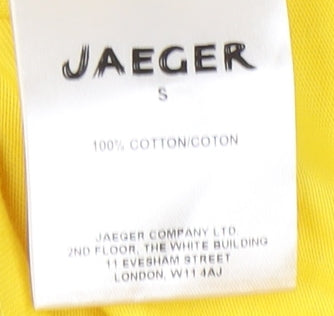 JAEGER
S
100% COTTON/COTON
JAEGER COMPANY LTD
2ND FLOOR, THE WHITE BUILDING
11 EVESHAM STREET
LONDON, W11 4AJ